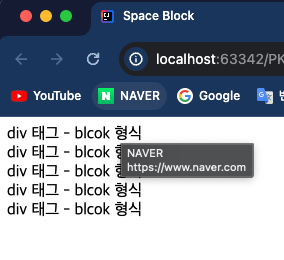 Space Block
localhost:63342/PK
YouTube
NAVER
Google
div 태그 - blcok 형식
div 태그 - blcok 형식
div 태그 - blcok 형식
div 태그 - blcok 형식
div 태그 - blcok 형식
NAVER
https://www.naver.com